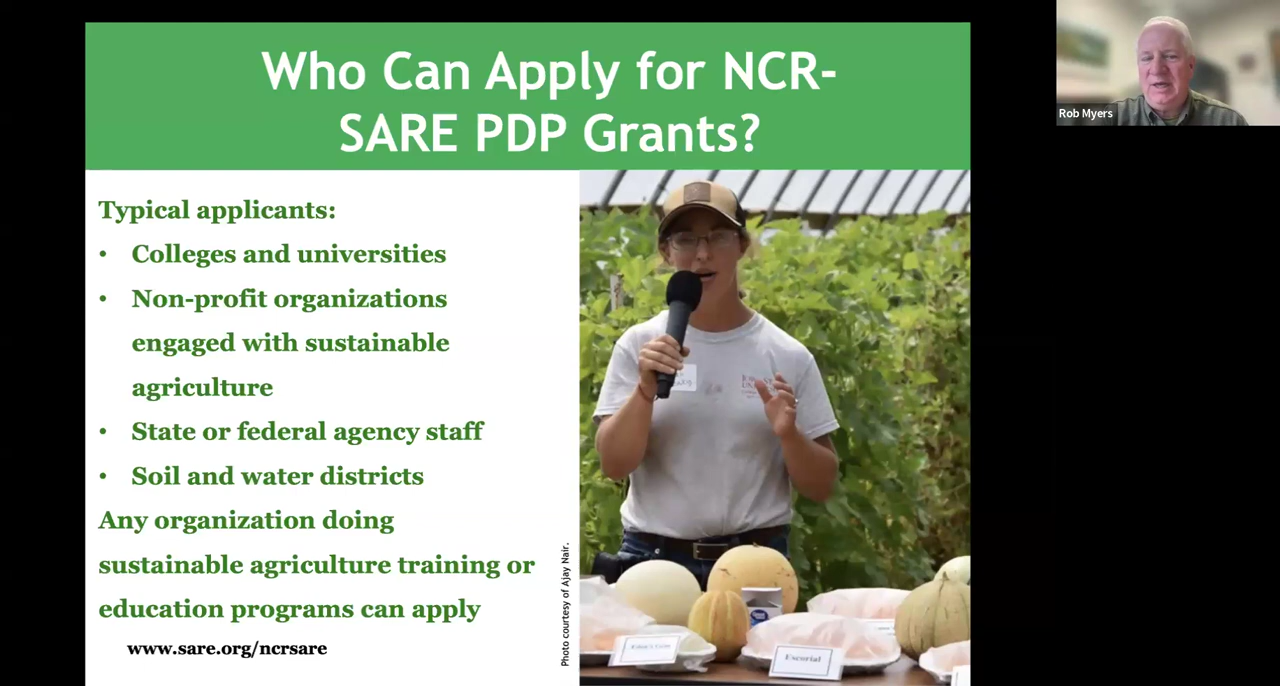 Who Can Apply for NCR-
SARE PDP Grants?
Rob Myers
Typical applicants:
• Colleges and universities
• Non-profit organizations
engaged with sustainable
agriculture
• State or federal agency staff
• Soil and water districts
Any organization doing
sustainable agriculture training or
education programs can apply
www.sare.org/ncrsare
Photo courtesy of Ajay Nair.
Escorial